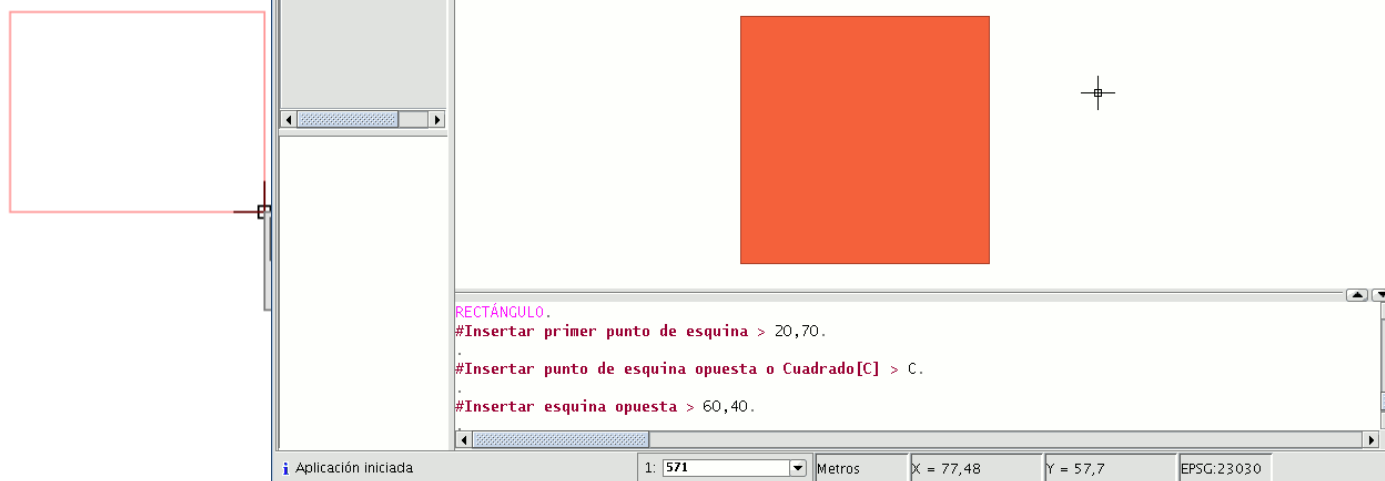 RECTÁNGULO.
#Insertar primer punto de esquina > 20,70.
.
#Insertar punto de esquina opuesta o Cuadrado[C] > C.
.
#Insertar esquina opuesta > 60,40.
.
i Aplicación iniciada 1: 571 Metros X = 77,48 Y = 57,7 EPSG:23030